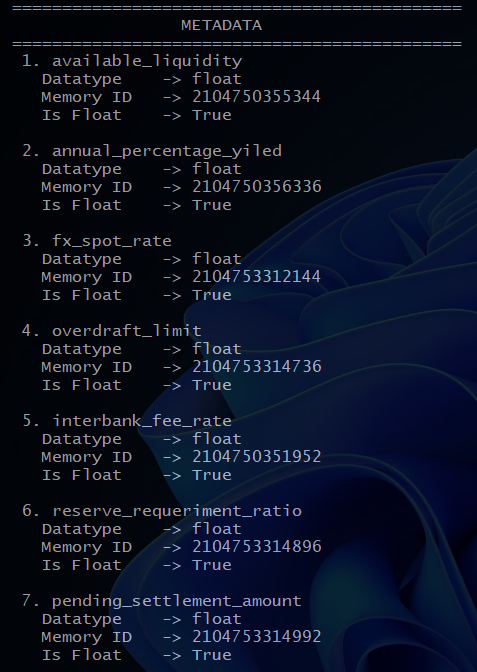 =============================================
METADATA
=============================================
1. available_liquidity
Datatype    -> float
Memory ID   -> 2104750355344
Is Float    -> True
2. annual_percentage_yiled
Datatype    -> float
Memory ID   -> 2104750356336
Is Float    -> True
3. fx_spot_rate
Datatype    -> float
Memory ID   -> 2104753312144
Is Float    -> True
4. overdraft_limit
Datatype    -> float
Memory ID   -> 2104753314736
Is Float    -> True
5. interbank_fee_rate
Datatype    -> float
Memory ID   -> 2104750351952
Is Float    -> True
6. reserve_requeriment_ratio
Datatype    -> float
Memory ID   -> 2104753314896
Is Float    -> True
7. pending_settlement_amount
Datatype    -> float
Memory ID   -> 2104753314992
Is Float    -> True